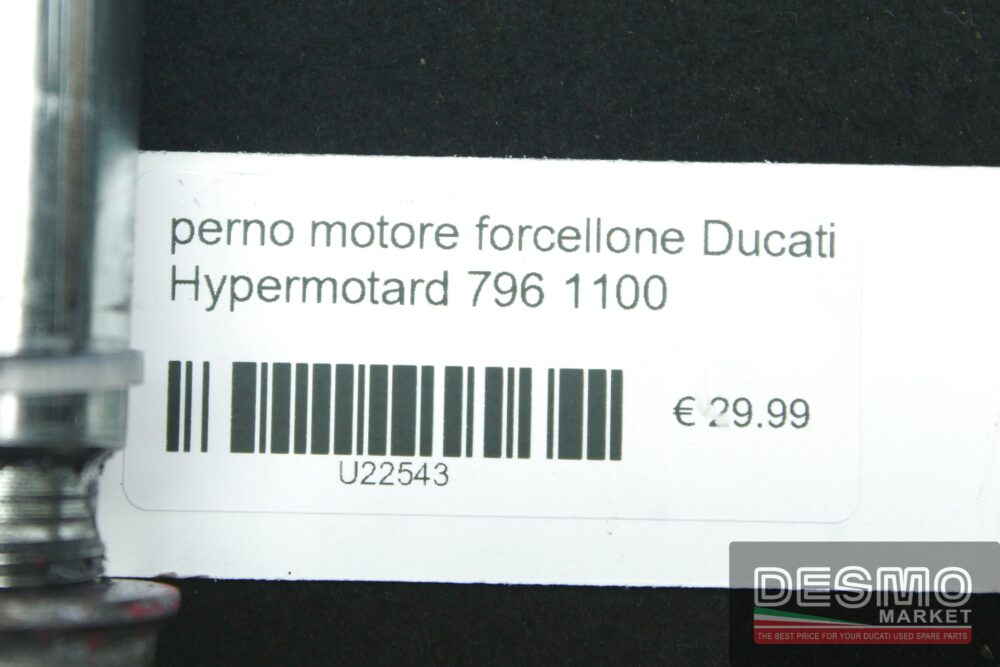 perno motore forcellone Ducati
Hypermotard 796 1100
€ 29.99
U22543
DESMO
MARKET
THE BEST PRICE FOR YOUR DUCATI USED SPARE PARTS